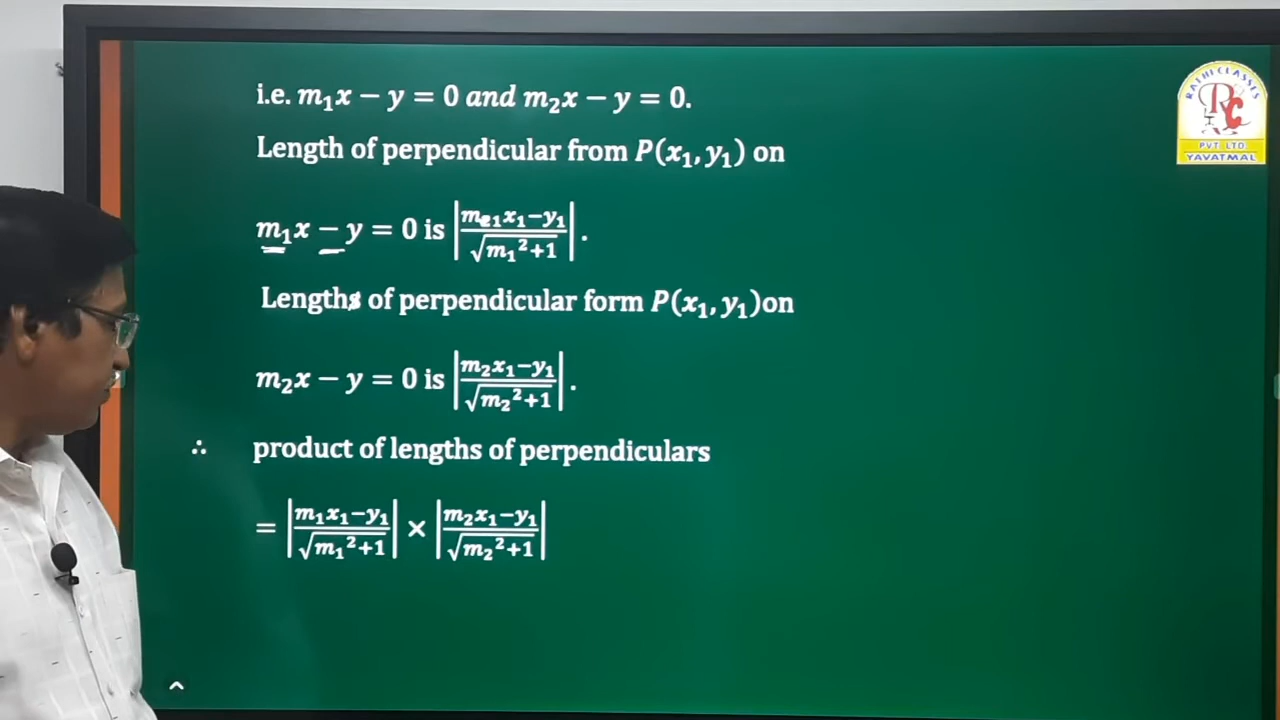 i.e. m₁x − y = 0 and m₂x − y = 0.
Length of perpendicular from P(x₁, y₁) on
m₁x − y = 0 is |m₁x₁−y₁ / √(m₁²+1)|.
Lengths of perpendicular form P(x₁, y₁)on
m₂x − y = 0 is |m₂x₁−y₁ / √(m₂²+1)|.
∴ product of lengths of perpendiculars
= |m₁x₁−y₁ / √(m₁²+1)| × |m₂x₁−y₁ / √(m₂²+1)|
RATHI CLASSES
RC
PVT. LTD.
YAVATMAL